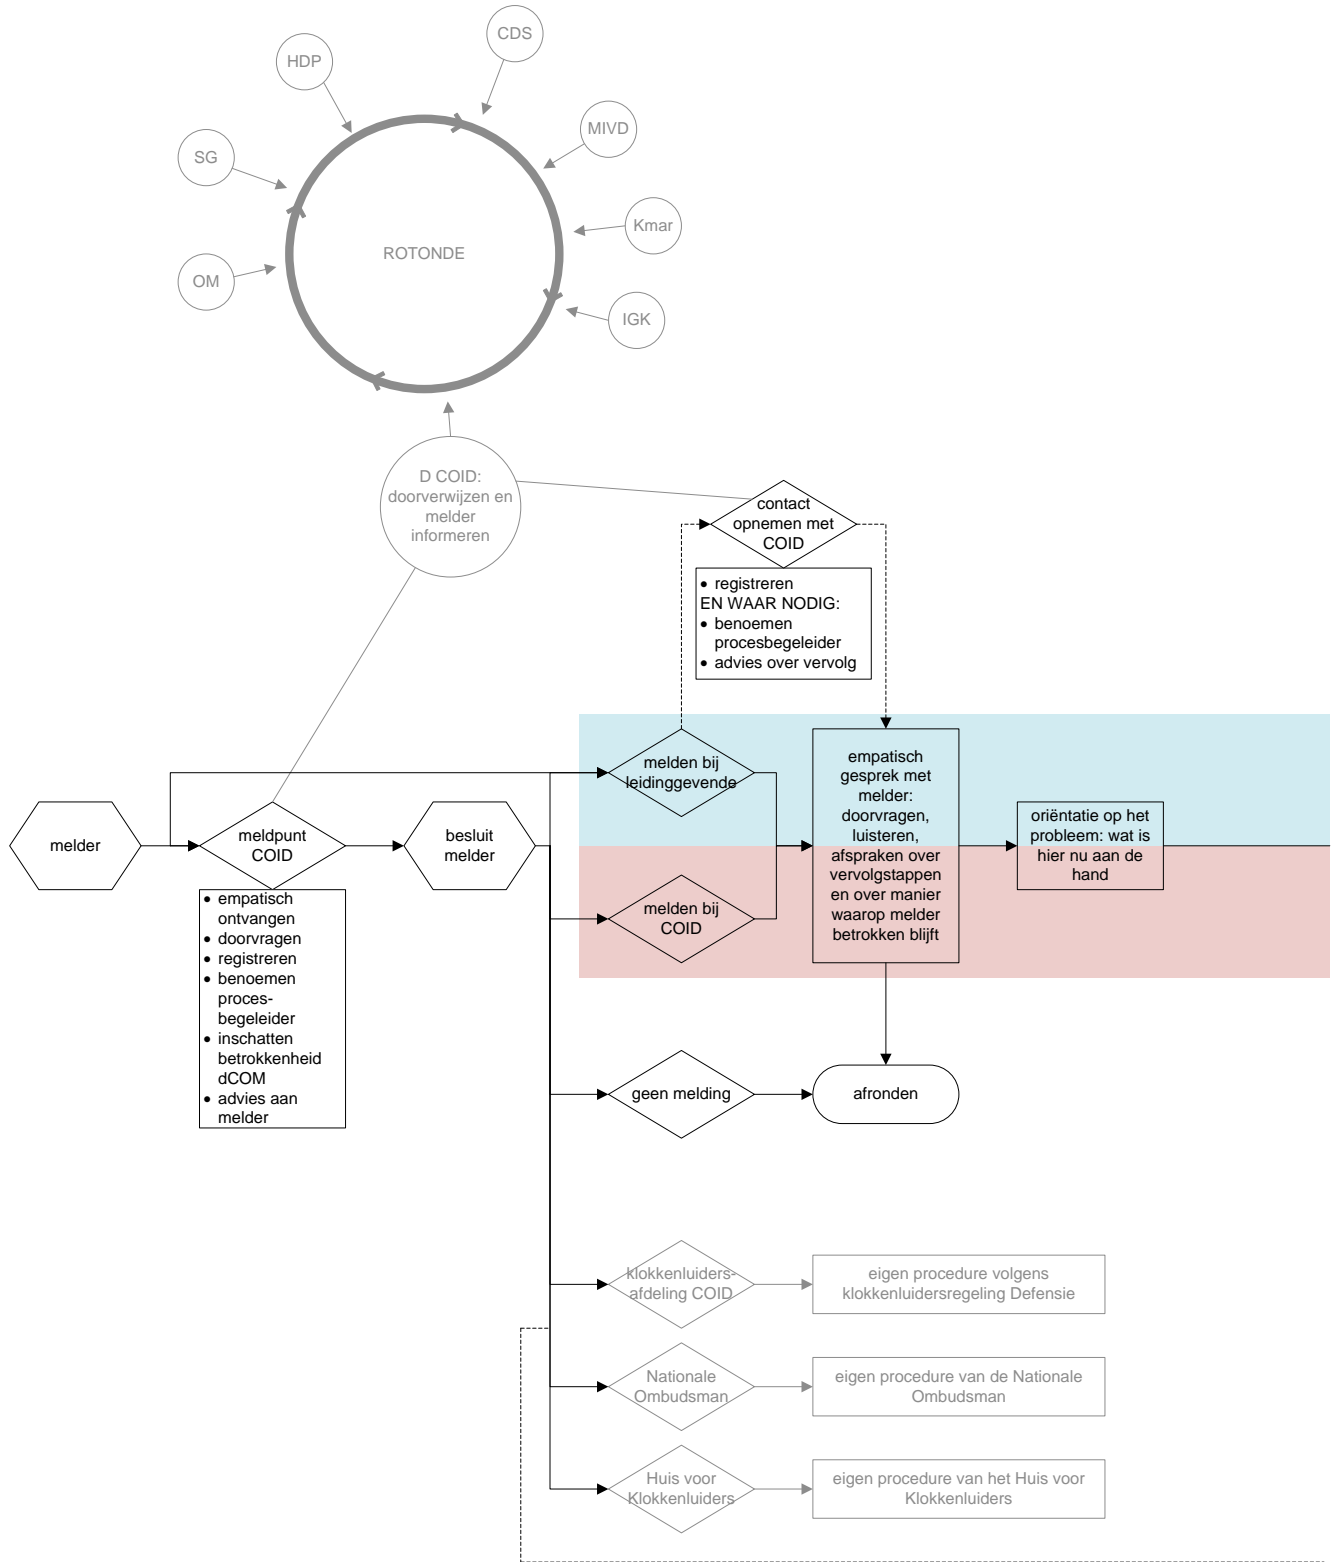 CDS
HDP
MIVD
SG
Kmar
ROTONDE
OM
IGK
D COID:
doorverwijzen en
melder
informeren
contact
opnemen met
COID
• registreren
EN WAAR NODIG:
• benoemen
procesbegeleider
• advies over vervolg
melder
meldpunt
COID
• empatisch
ontvangen
• doorvragen
• registreren
• benoemen
proces-
begeleider
• inschatten
betrokkenheid
dCOM
• advies aan
melder
besluit
melder
melden bij
leidinggevende
melden bij
COID
empatisch
gesprek met
melder:
doorvragen,
luisteren,
afspraken over
vervolgstappen
en over manier
waarop melder
betrokken blijft
oriëntatie op het
probleem: wat is
hier nu aan de
hand
geen melding
afronden
klokkenluiders-
afdeling COID
eigen procedure volgens
klokkenluidersregeling Defensie
Nationale
Ombudsman
eigen procedure van de Nationale
Ombudsman
Huis voor
Klokkenluiders
eigen procedure van het Huis voor
Klokkenluiders